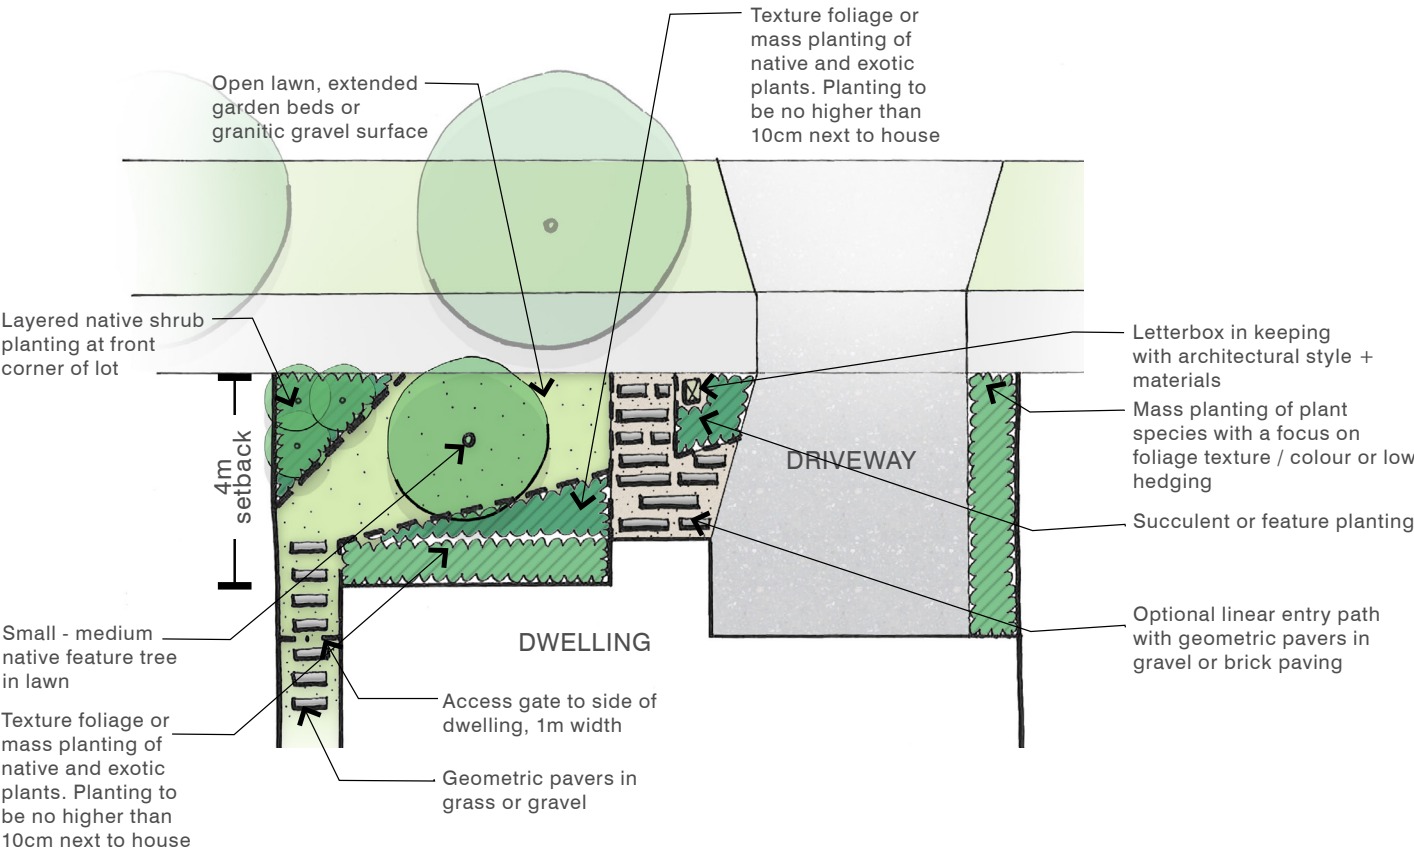 Texture foliage or
mass planting of
native and exotic
plants. Planting to
be no higher than
10cm next to house
Open lawn, extended
garden beds or
granitic gravel surface
Layered native shrub
planting at front
corner of lot
Letterbox in keeping
with architectural style +
materials
Mass planting of plant
species with a focus on
foliage texture / colour or low
hedging
4m
setback
DRIVEWAY
Succulent or feature planting
Optional linear entry path
with geometric pavers in
gravel or brick paving
Small - medium
native feature tree
in lawn
DWELLING
Access gate to side of
dwelling, 1m width
Texture foliage or
mass planting of
native and exotic
plants. Planting to
be no higher than
10cm next to house
Geometric pavers in
grass or gravel